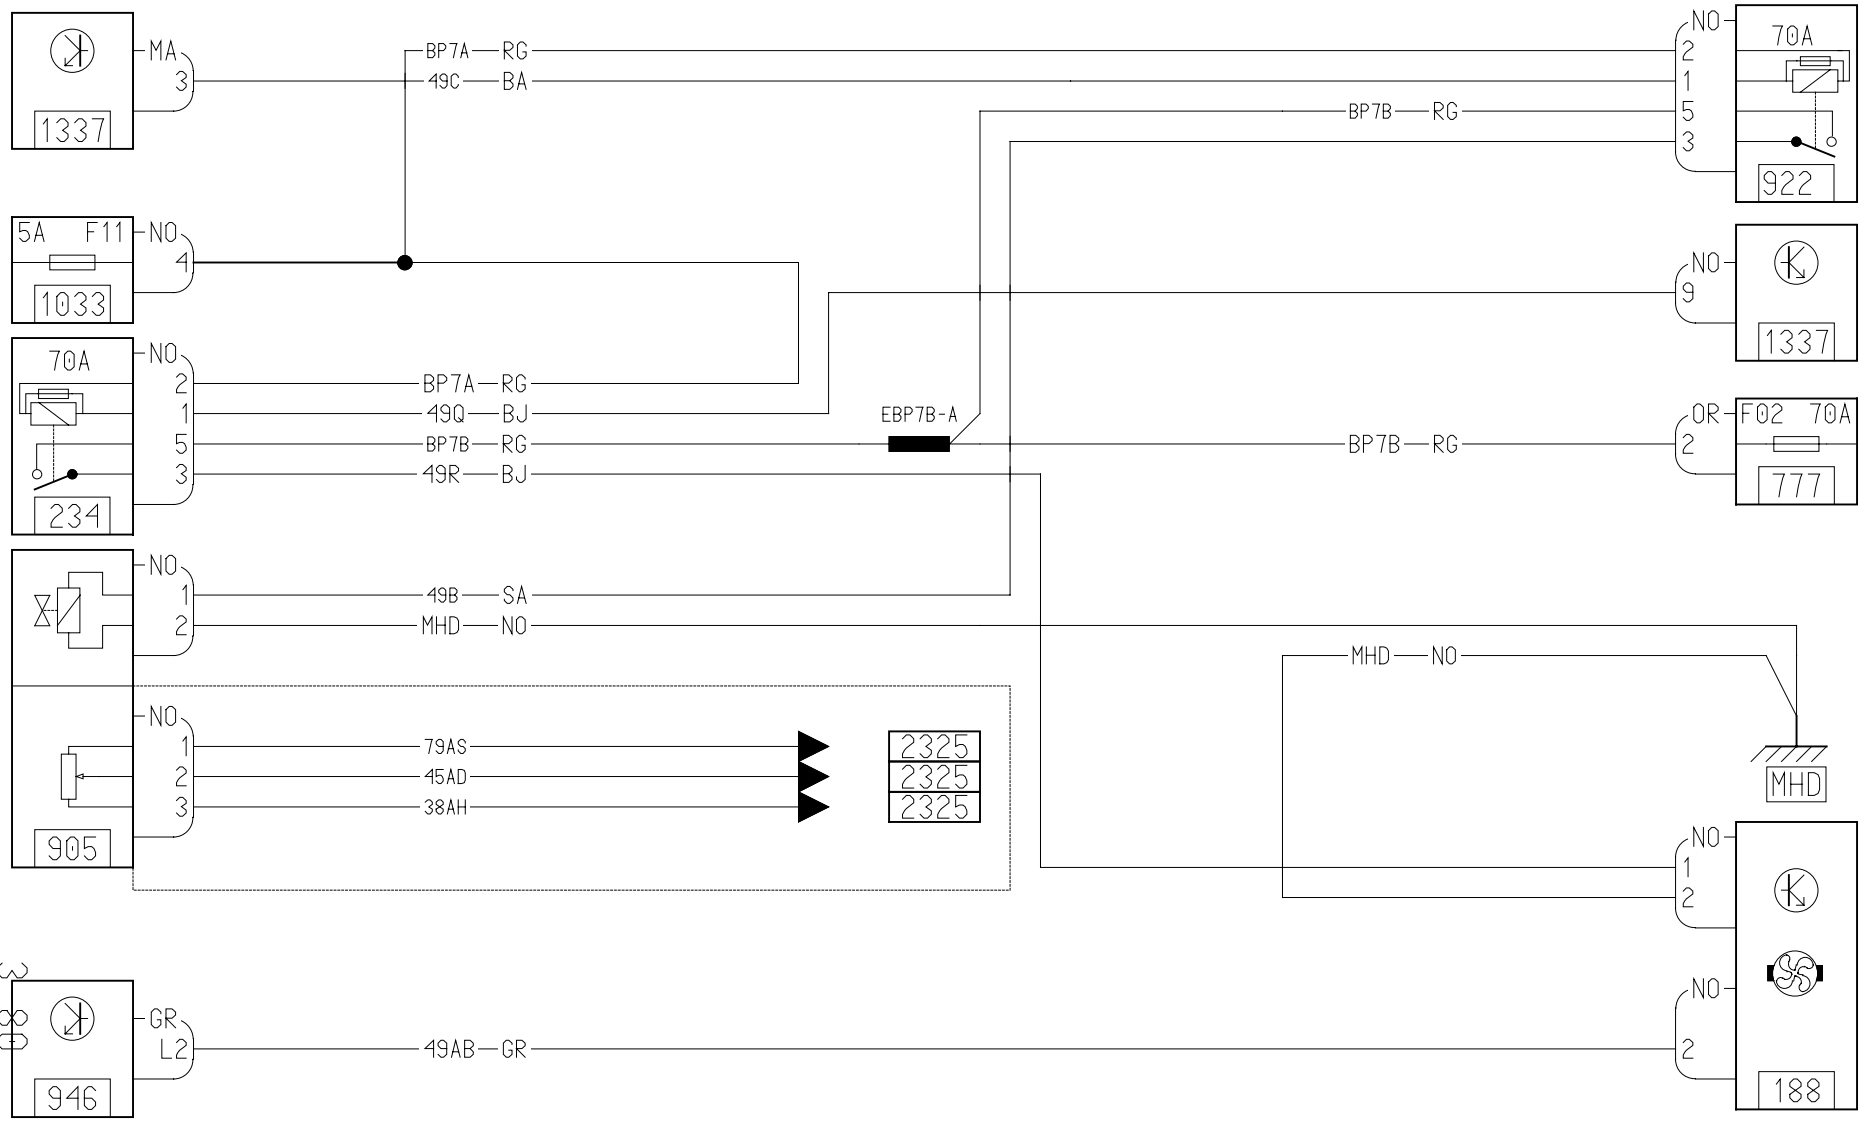 MA
3
1337
BP7A RG
49C BA
BP7B RG
NO
2
1
5
3
70A
922
5A F11
NO
4
1033
NO
9
1337
70A
NO
2
1
5
3
234
BP7A RG
49Q BJ
BP7B RG
49R BJ
EBP7B-A
BP7B RG
OR
2
F02 70A
777
NO
1
2
49B SA
MHD NO
MHD NO
MHD
NO
1
2
3
905
79AS
45AD
38AH
2325
2325
2325
NO
1
2
NO
2
188
GR
L2
946
49AB GR